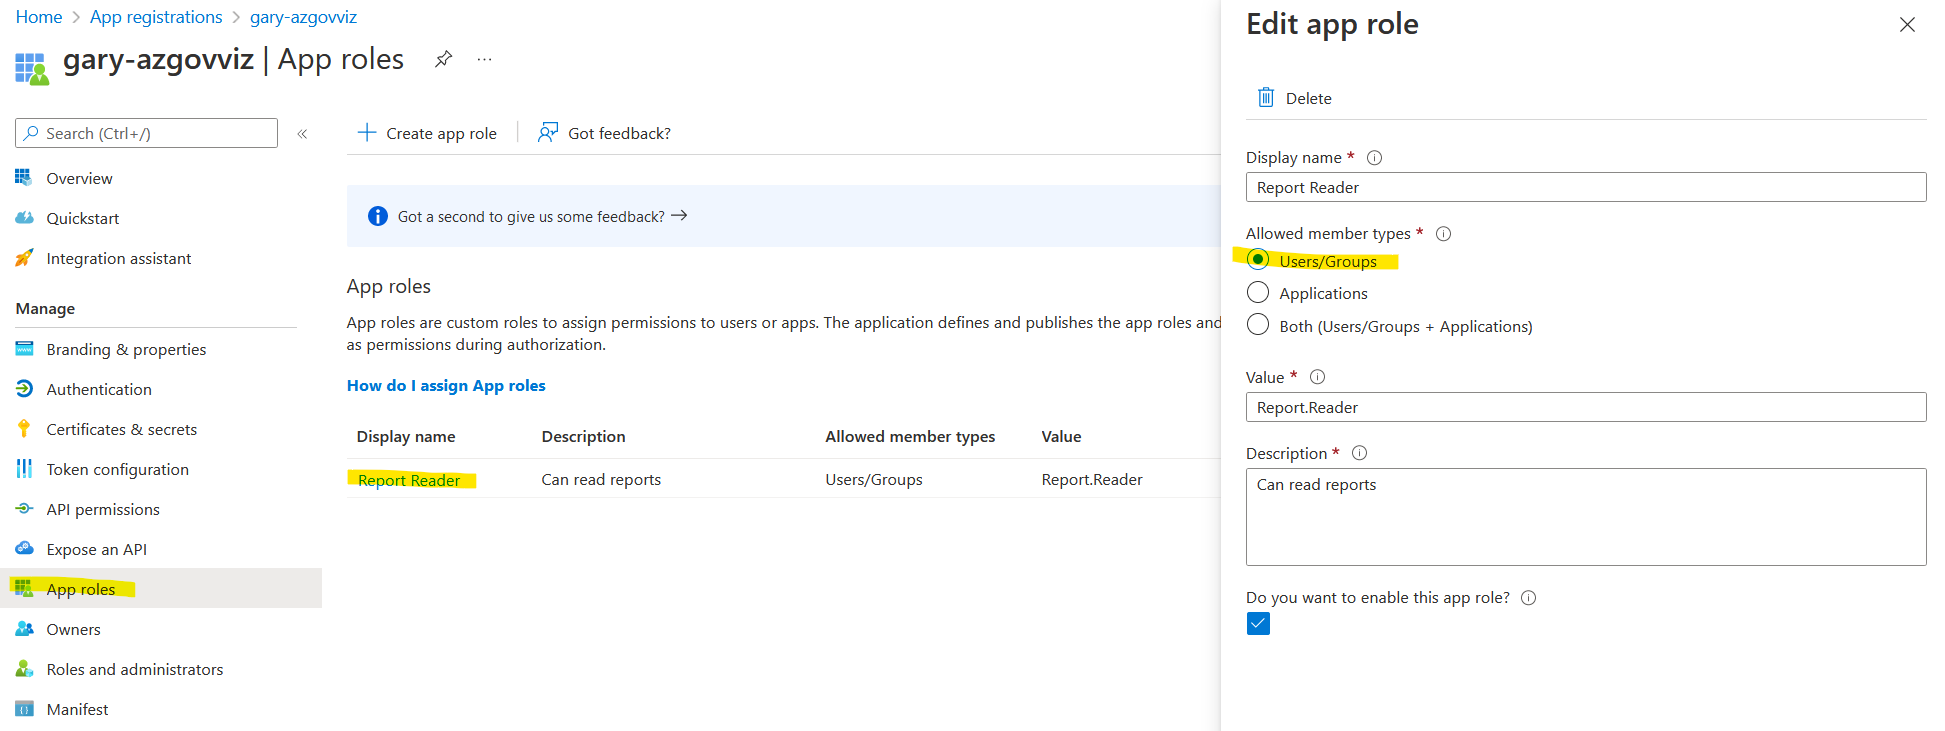 Home > App registrations > gary-azgovviz
gary-azgovviz | App roles
Search (Ctrl+/)
«
Overview
Quickstart
Integration assistant
Manage
Branding & properties
Authentication
Certificates & secrets
Token configuration
API permissions
Expose an API
App roles
Owners
Roles and administrators
Manifest
+ Create app role
Got feedback?
Got a second to give us some feedback? →
App roles
App roles are custom roles to assign permissions to users or apps. The application defines and publishes the app roles and
as permissions during authorization.
How do I assign App roles
Display name Description Allowed member types Value
Report Reader Can read reports Users/Groups Report.Reader
Edit app role
Delete
Display name *
Report Reader
Allowed member types *
Users/Groups
Applications
Both (Users/Groups + Applications)
Value *
Report.Reader
Description *
Can read reports
Do you want to enable this app role?